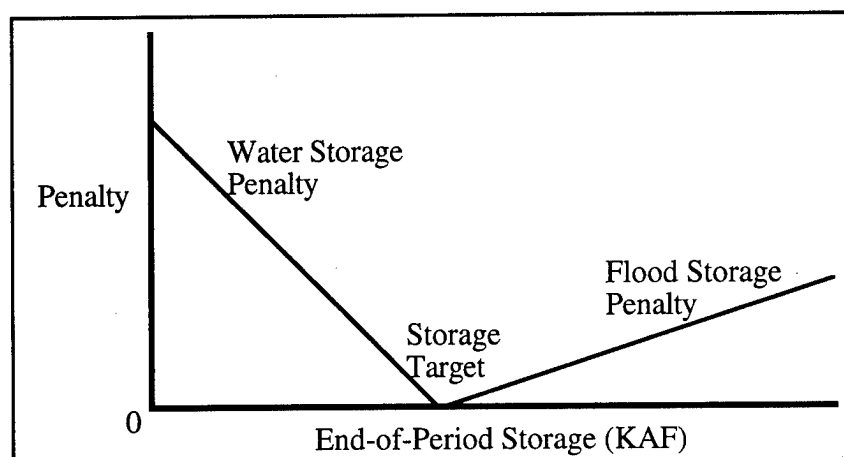 Water Storage
Penalty
Penalty
Flood Storage
Penalty
Storage
Target
0
End-of-Period Storage (KAF)